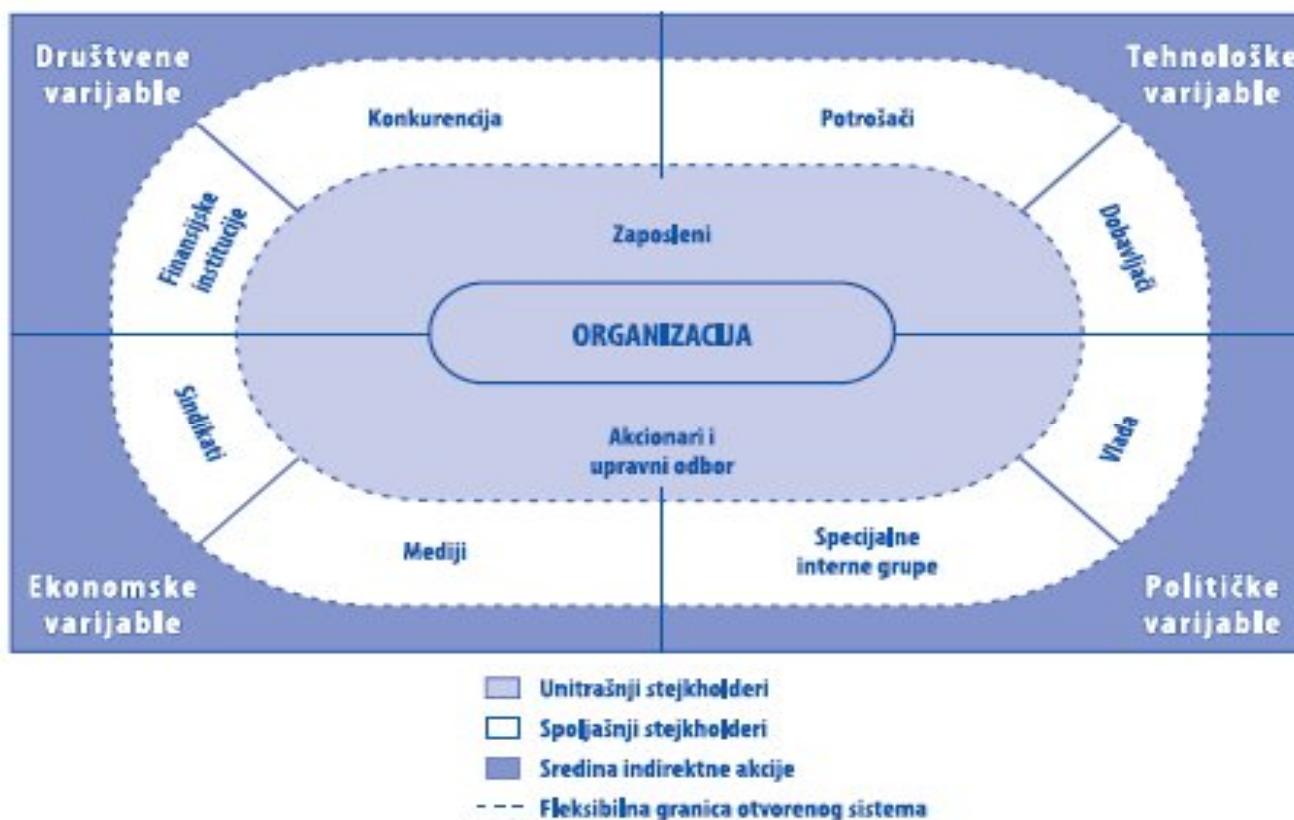 Društvene
varijable
Tehnološke
varijable
Konkurencija
Potrošači
Finansijske
institucije
Zaposleni
Dobavljači
ORGANIZACIJA
Sindikati
Akcionari i
upravni odbor
Vlada
Mediji
Specijalne
interne grupe
Ekonomske
varijable
Političke
varijable
Unitrašnji stejkholderi
Spoljašnji stejkholderi
Sredina indirektne akcije
Fleksibilna granica otvorenog sistema